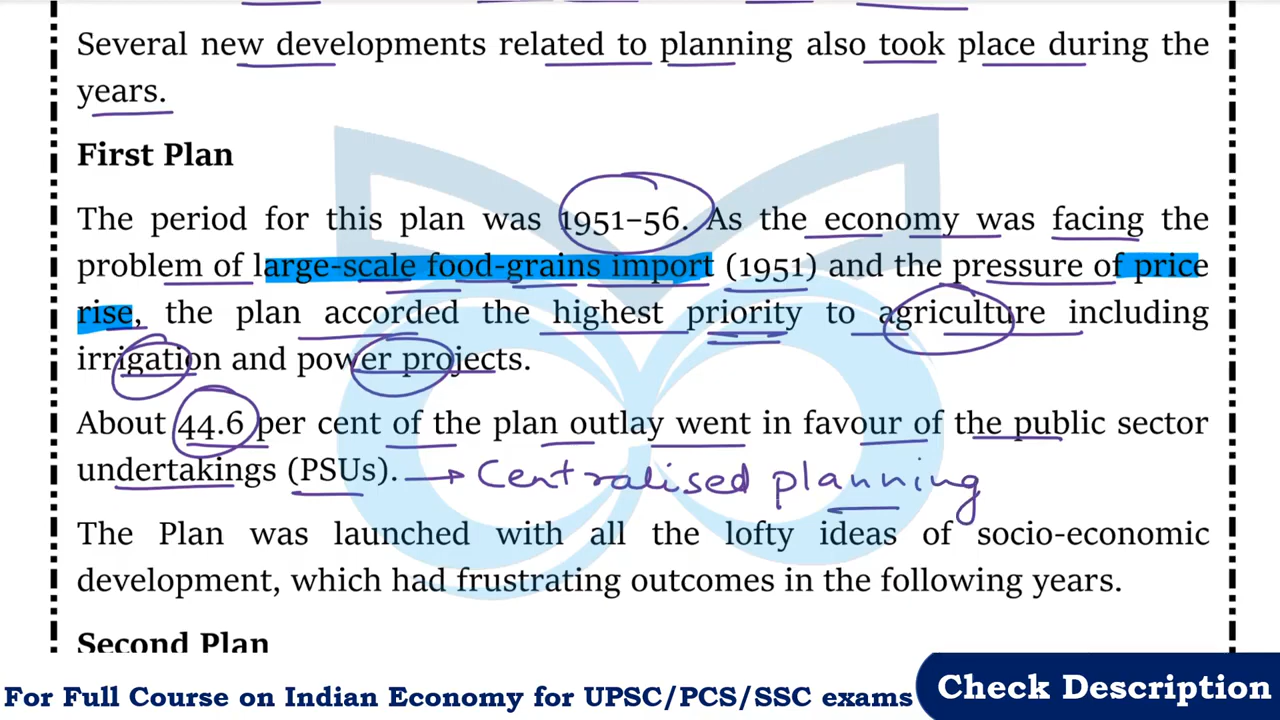 Several new developments related to planning also took place during the
years.
First Plan
The period for this plan was 1951–56. As the economy was facing the
problem of large-scale food-grains import (1951) and the pressure of price
rise, the plan accorded the highest priority to agriculture including
irrigation and power projects.
About 44.6 per cent of the plan outlay went in favour of the public sector
undertakings (PSUs). → Centralised planning
The Plan was launched with all the lofty ideas of socio-economic
development, which had frustrating outcomes in the following years.
Second Plan
For Full Course on Indian Economy for UPSC/PCS/SSC exams
Check Description